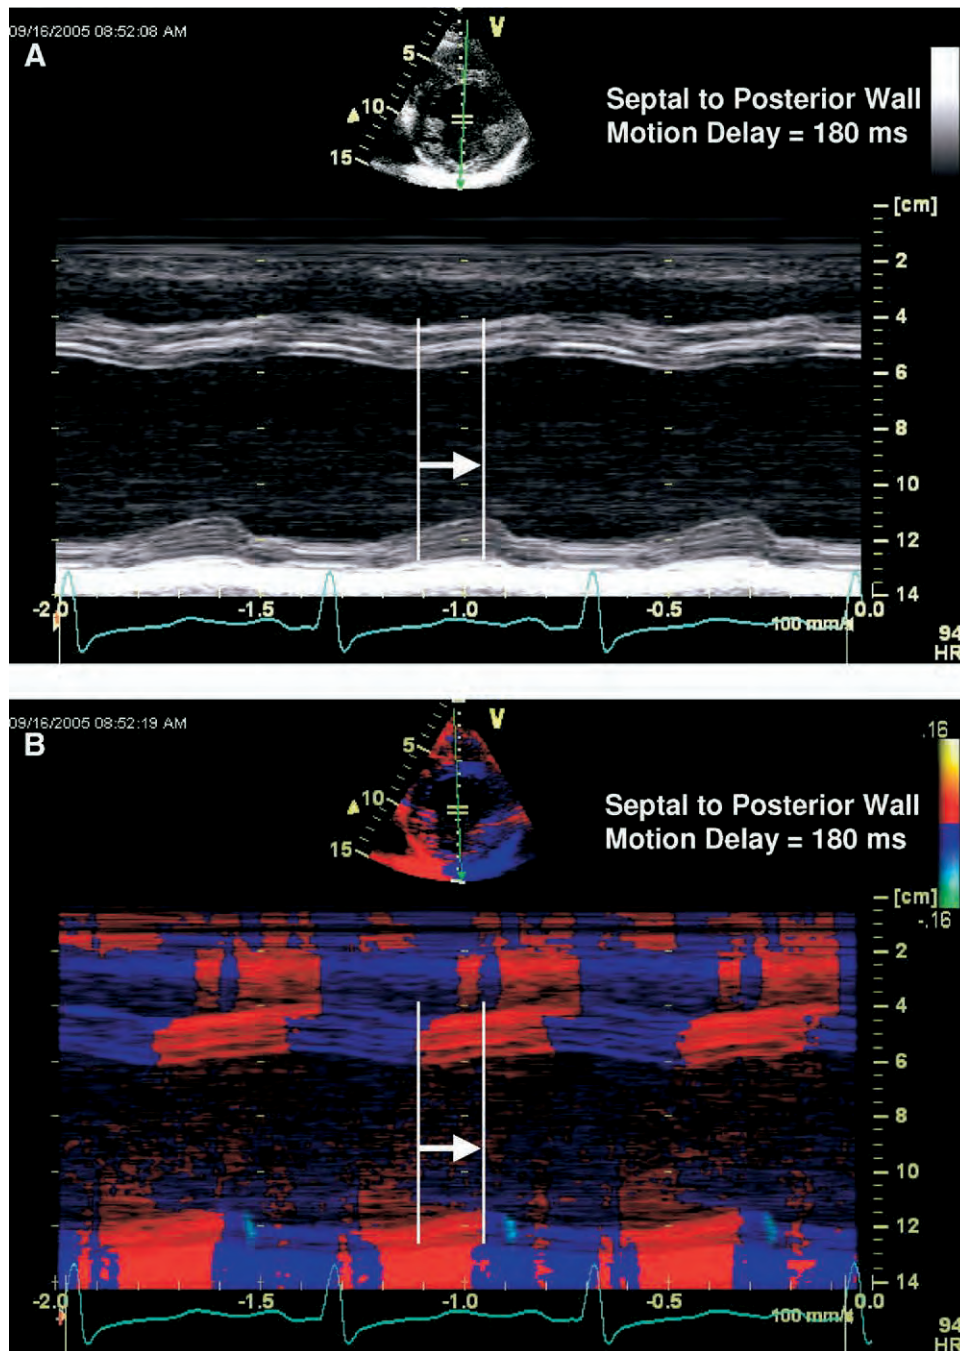 09/16/2005 08:52:08 AM
A
V
5
10
15
Septal to Posterior Wall
Motion Delay = 180 ms
[cm]
2
4
6
8
10
12
14
-2.0
-1.5
-1.0
-0.5
0.0
100 mm/s
94
HR
09/16/2005 08:52:19 AM
B
V
5
10
15
Septal to Posterior Wall
Motion Delay = 180 ms
.16
-.16
[cm]
2
4
6
8
10
12
14
-2.0
-1.5
-1.0
-0.5
0.0
100 mm/s
94
HR